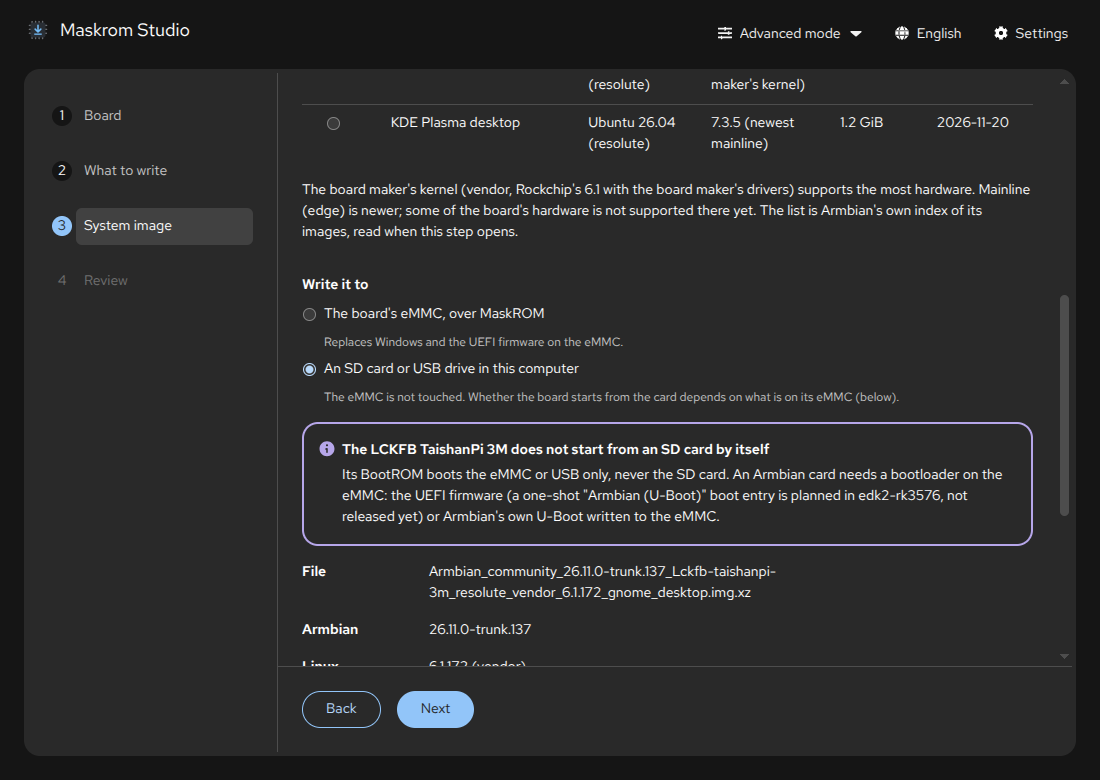 Maskrom Studio
Advanced mode
English
Settings
1 Board
2 What to write
3 System image
4 Review
(resolute) maker's kernel)
KDE Plasma desktop Ubuntu 26.04 7.3.5 (newest 1.2 GiB 2026-11-20
(resolute) mainline)
The board maker's kernel (vendor, Rockchip's 6.1 with the board maker's drivers) supports the most hardware. Mainline
(edge) is newer; some of the board's hardware is not supported there yet. The list is Armbian's own index of its
images, read when this step opens.
Write it to
The board's eMMC, over MaskROM
Replaces Windows and the UEFI firmware on the eMMC.
An SD card or USB drive in this computer
The eMMC is not touched. Whether the board starts from the card depends on what is on its eMMC (below).
The LCKFB TaishanPi 3M does not start from an SD card by itself
Its BootROM boots the eMMC or USB only, never the SD card. An Armbian card needs a bootloader on the
eMMC: the UEFI firmware (a one-shot "Armbian (U-Boot)" boot entry is planned in edk2-rk3576, not
released yet) or Armbian's own U-Boot written to the eMMC.
File Armbian_community_26.11.0-trunk.137_Lckfb-taishanpi-
3m_resolute_vendor_6.1.172_gnome_desktop.img.xz
Armbian 26.11.0-trunk.137
Linux 6.1.172 (vendor)
Back
Next